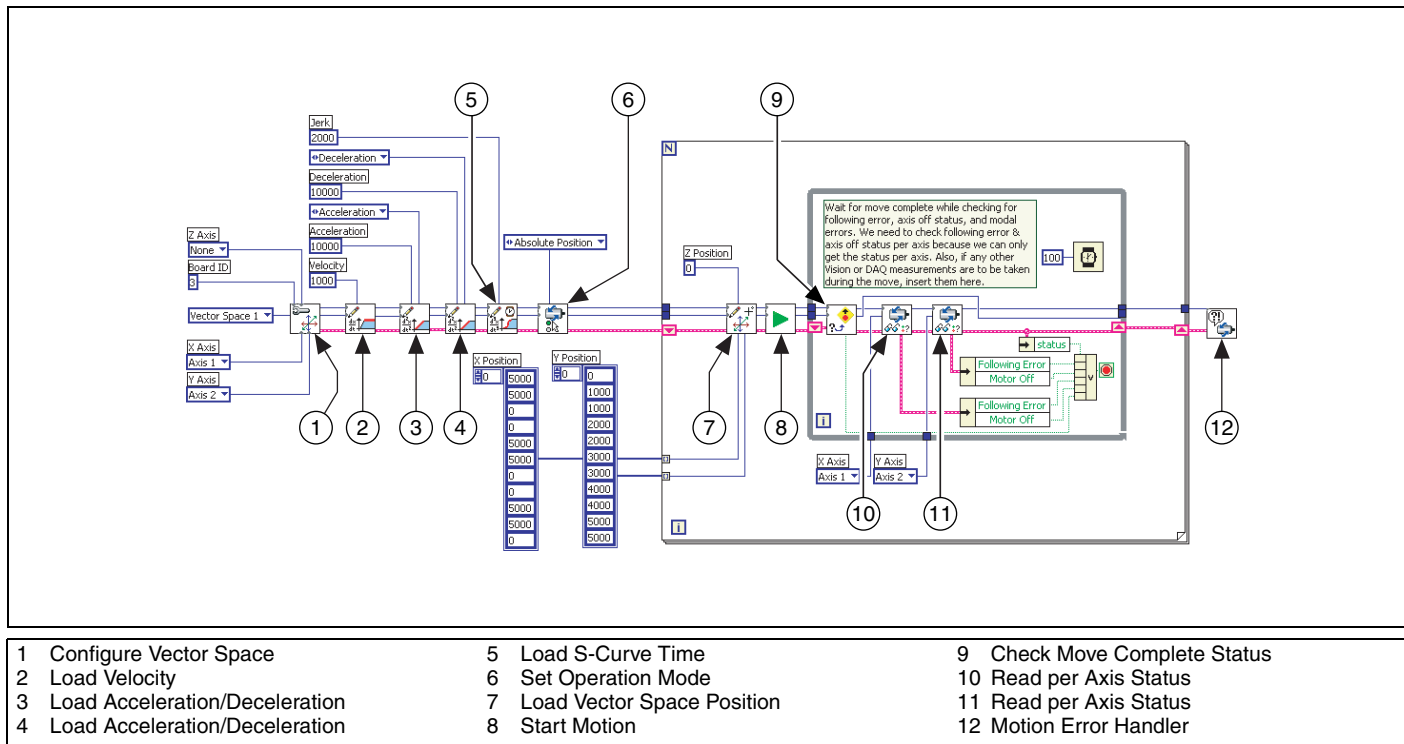 5
6
9
Jerk
2000
Deceleration
Deceleration
10000
Acceleration
Acceleration
10000
Velocity
1000
Z Axis
None
Board ID
3
Vector Space 1
X Axis
Axis 1
Y Axis
Axis 2
Absolute Position
X Position
0
5000
5000
0
0
5000
5000
0
0
5000
5000
0
Y Position
0
0
1000
1000
2000
2000
3000
3000
4000
4000
5000
5000
N
Z Position
0
Wait for move complete while checking for
following error, axis off status, and modal
errors. We need to check following error &
axis off status per axis because we can only
get the status per axis. Also, if any other
Vision or DAQ measurements are to be taken
during the move, insert them here.
100
status
Following Error
Motor Off
Following Error
Motor Off
i
X Axis
Axis 1
Y Axis
Axis 2
i
1
2
3
4
7
8
10
11
12
1 Configure Vector Space
2 Load Velocity
3 Load Acceleration/Deceleration
4 Load Acceleration/Deceleration
5 Load S-Curve Time
6 Set Operation Mode
7 Load Vector Space Position
8 Start Motion
9 Check Move Complete Status
10 Read per Axis Status
11 Read per Axis Status
12 Motion Error Handler